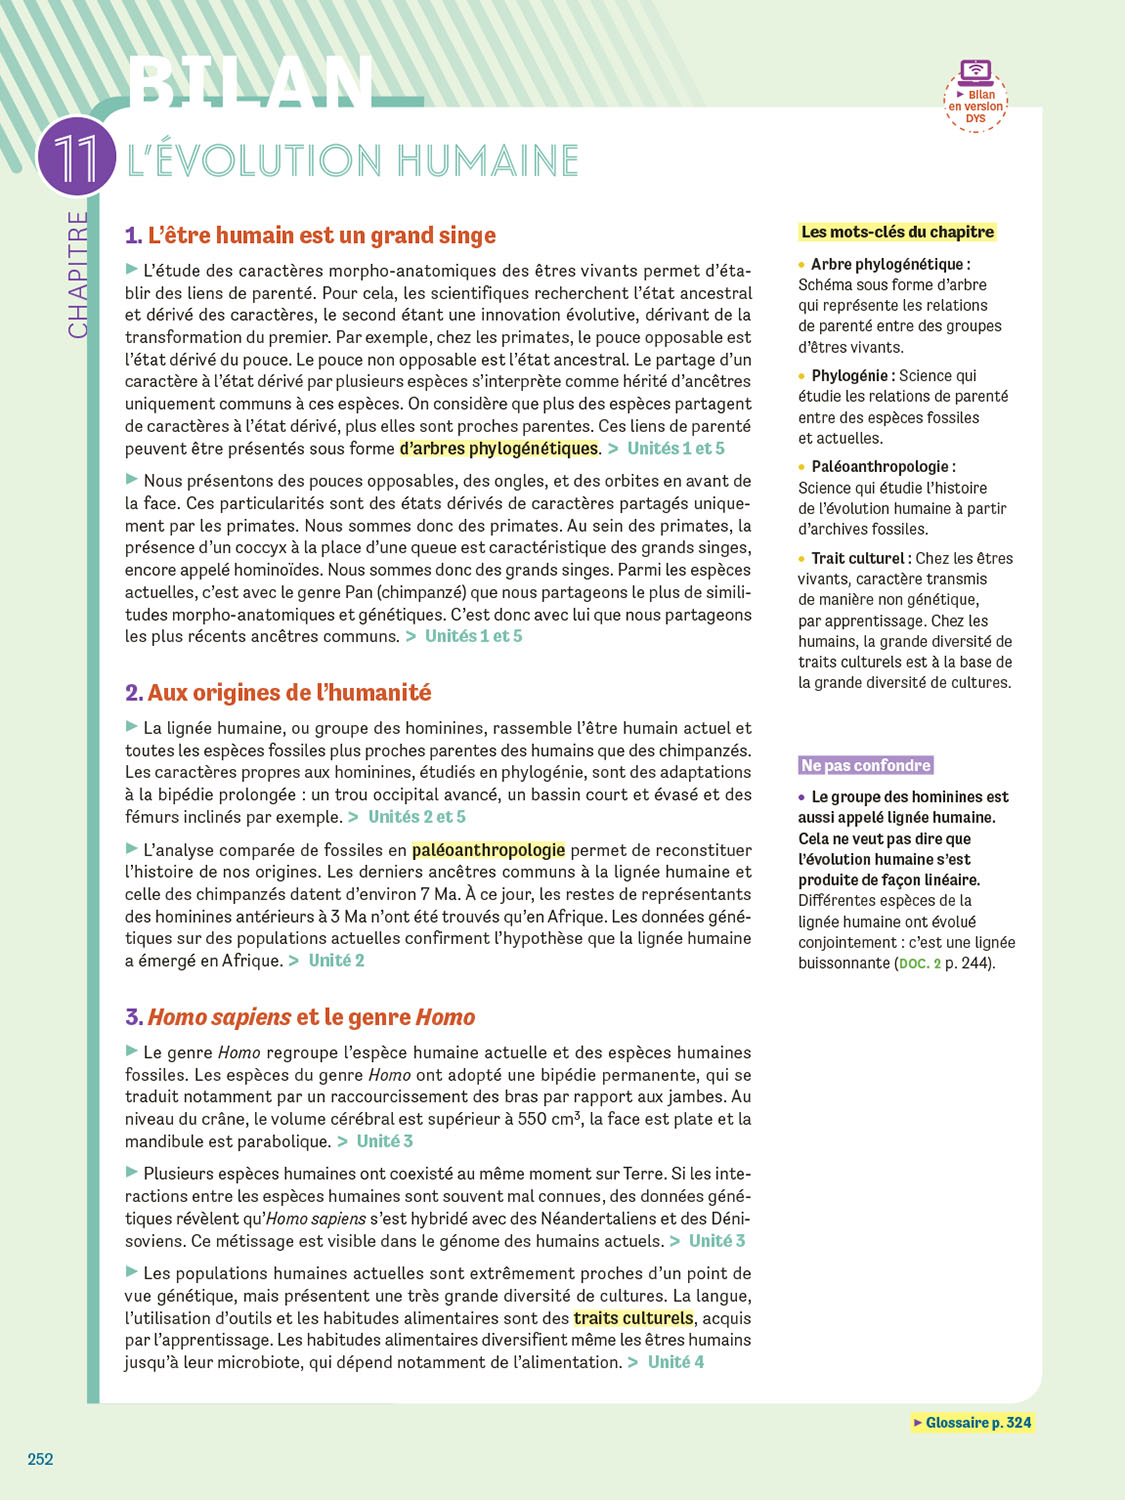 BILAN
▶ Bilan
en version
DYS
11
CHAPITRE
L'ÉVOLUTION HUMAINE
1. L'être humain est un grand singe
▶ L'étude des caractères morpho-anatomiques des êtres vivants permet d'éta-
blir des liens de parenté. Pour cela, les scientifiques recherchent l'état ancestral
et dérivé des caractères, le second étant une innovation évolutive, dérivant de la
transformation du premier. Par exemple, chez les primates, le pouce opposable est
l'état dérivé du pouce. Le pouce non opposable est l'état ancestral. Le partage d'un
caractère à l'état dérivé par plusieurs espèces s'interprète comme hérité d'ancêtres
uniquement communs à ces espèces. On considère que plus des espèces partagent
de caractères à l'état dérivé, plus elles sont proches parentes. Ces liens de parenté
peuvent être présentés sous forme d'arbres phylogénétiques. > Unités 1 et 5
▶ Nous présentons des pouces opposables, des ongles, et des orbites en avant de
la face. Ces particularités sont des états dérivés de caractères partagés unique-
ment par les primates. Nous sommes donc des primates. Au sein des primates, la
présence d'un coccyx à la place d'une queue est caractéristique des grands singes,
encore appelé hominoïdes. Nous sommes donc des grands singes. Parmi les espèces
actuelles, c'est avec le genre Pan (chimpanzé) que nous partageons le plus de simili-
tudes morpho-anatomiques et génétiques. C'est donc avec lui que nous partageons
les plus récents ancêtres communs. > Unités 1 et 5
2. Aux origines de l'humanité
▶ La lignée humaine, ou groupe des hominines, rassemble l'être humain actuel et
toutes les espèces fossiles plus proches parentes des humains que des chimpanzés.
Les caractères propres aux hominines, étudiés en phylogénie, sont des adaptations
à la bipédie prolongée : un trou occipital avancé, un bassin court et évasé et des
fémurs inclinés par exemple. > Unités 2 et 5
▶ L'analyse comparée de fossiles en paléoanthropologie permet de reconstituer
l'histoire de nos origines. Les derniers ancêtres communs à la lignée humaine et
celle des chimpanzés datent d'environ 7 Ma. À ce jour, les restes de représentants
des hominines antérieurs à 3 Ma n'ont été trouvés qu'en Afrique. Les données géné-
tiques sur des populations actuelles confirment l'hypothèse que la lignée humaine
a émergé en Afrique. > Unité 2
3. Homo sapiens et le genre Homo
▶ Le genre Homo regroupe l'espèce humaine actuelle et des espèces humaines
fossiles. Les espèces du genre Homo ont adopté une bipédie permanente, qui se
traduit notamment par un raccourcissement des bras par rapport aux jambes. Au
niveau du crâne, le volume cérébral est supérieur à 550 cm³, la face est plate et la
mandibule est parabolique. > Unité 3
▶ Plusieurs espèces humaines ont coexisté au même moment sur Terre. Si les inte-
ractions entre les espèces humaines sont souvent mal connues, des données géné-
tiques révèlent qu'Homo sapiens s'est hybridé avec des Néandertaliens et des Déni-
soviens. Ce métissage est visible dans le génome des humains actuels. > Unité 3
▶ Les populations humaines actuelles sont extrêmement proches d'un point de
vue génétique, mais présentent une très grande diversité de cultures. La langue,
l'utilisation d'outils et les habitudes alimentaires sont des traits culturels, acquis
par l'apprentissage. Les habitudes alimentaires diversifient même les êtres humains
jusqu'à leur microbiote, qui dépend notamment de l'alimentation. > Unité 4
Les mots-clés du chapitre
• Arbre phylogénétique :
Schéma sous forme d'arbre
qui représente les relations
de parenté entre des groupes
d'êtres vivants.
• Phylogénie : Science qui
étudie les relations de parenté
entre des espèces fossiles
et actuelles.
• Paléoanthropologie :
Science qui étudie l'histoire
de l'évolution humaine à partir
d'archives fossiles.
• Trait culturel : Chez les êtres
vivants, caractère transmis
de manière non génétique,
par apprentissage. Chez les
humains, la grande diversité de
traits culturels est à la base de
la grande diversité de cultures.
Ne pas confondre
• Le groupe des hominines est
aussi appelé lignée humaine.
Cela ne veut pas dire que
l'évolution humaine s'est
produite de façon linéaire.
Différentes espèces de la
lignée humaine ont évolué
conjointement : c'est une lignée
buissonnante (DOC. 2 p. 244).
▶ Glossaire p. 324
252